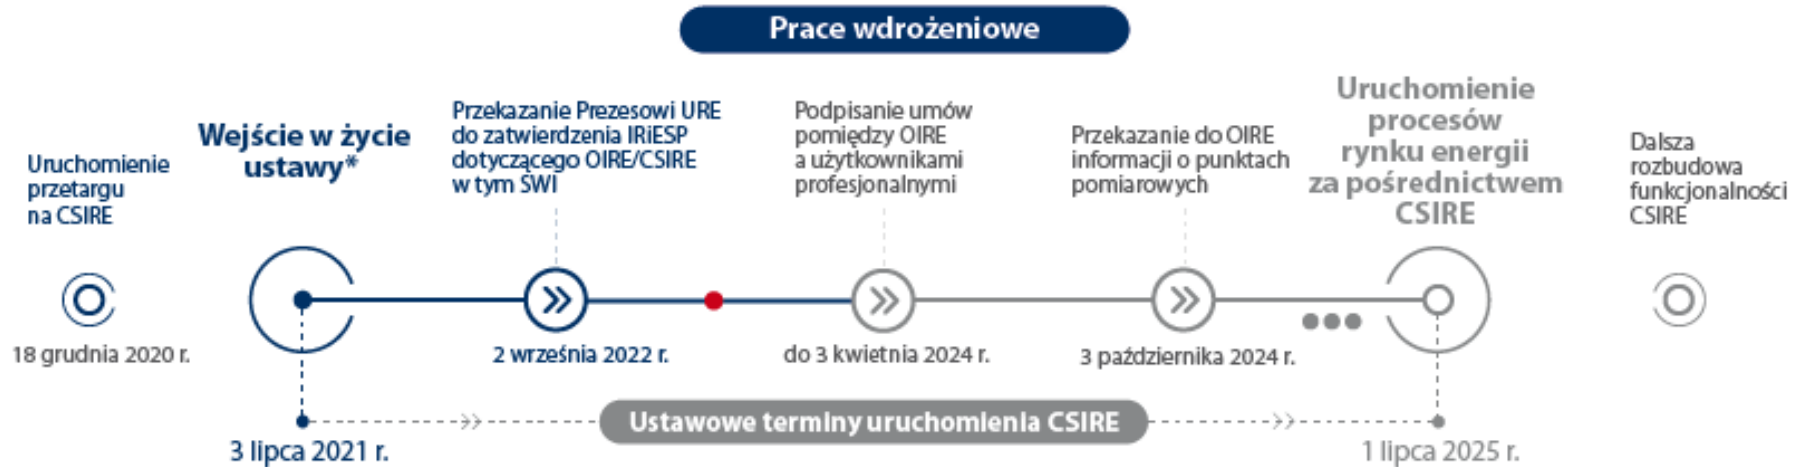 Prace wdrożeniowe
Uruchomienie
przetargu
na CSIRE
18 grudnia 2020 r.
Wejście w życie
ustawy*
Przekazanie Prezesowi URE
do zatwierdzenia IRiESP
dotyczącego OIRE/CSIRE
w tym SWI
2 września 2022 r.
Podpisanie umów
pomiędzy OIRE
a użytkownikami
profesjonalnymi
do 3 kwietnia 2024 r.
Przekazanie do OIRE
informacji o punktach
pomiarowych
3 października 2024 r.
Uruchomienie
procesów
rynku energii
za pośrednictwem
CSIRE
Dalsza
rozbudowa
funkcjonalności
CSIRE
Ustawowe terminy uruchomienia CSIRE
3 lipca 2021 r.
1 lipca 2025 r.